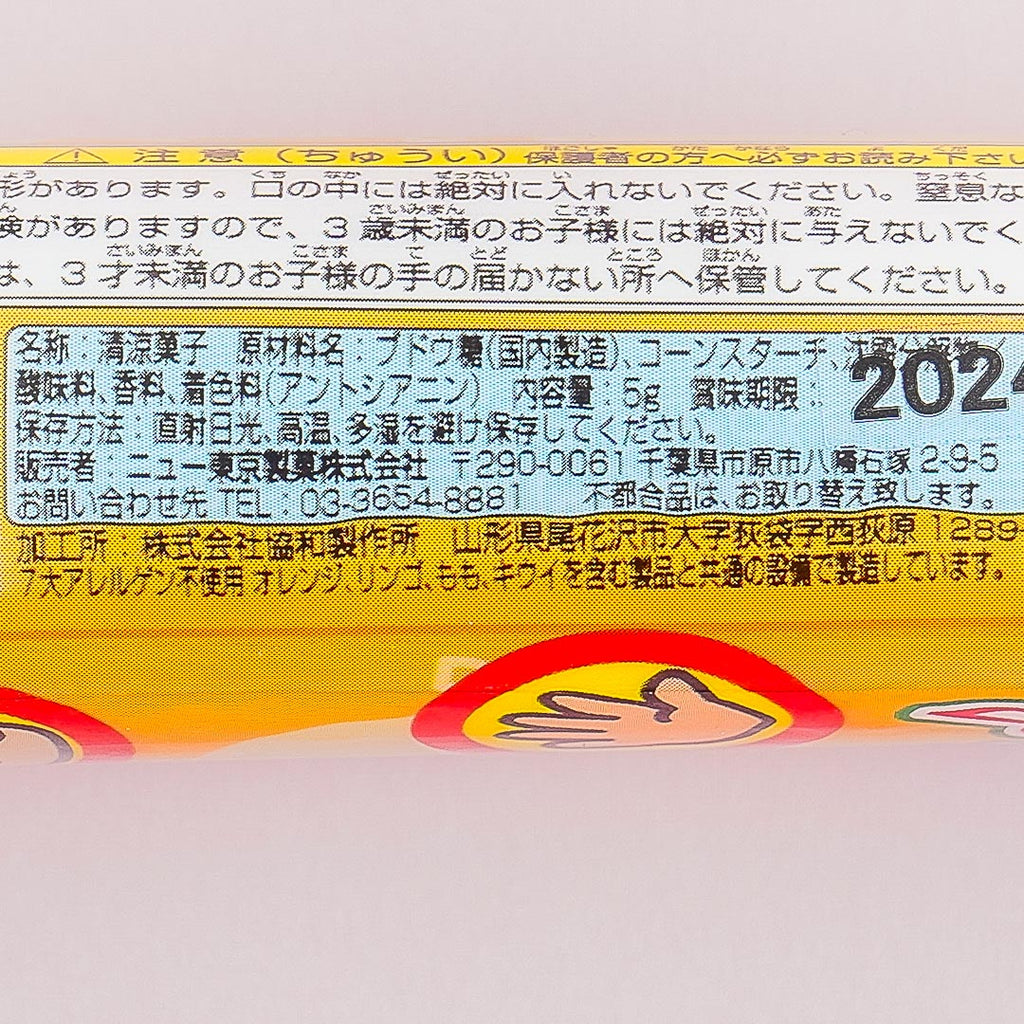 ⚠ 注意(ちゅうい) 保護者の方へ必ずお読み下さい
形があります。口の中には絶対に入れないでください。窒息な
険がありますので、3歳未満のお子様には絶対に与えないでく
は、3才未満のお子様の手の届かない所へ保管してください。
名称:清涼菓子 原材料名:ブドウ糖(国内製造)、コーンスターチ、
酸味料、香料、着色料(アントシアニン) 内容量:5g 賞味期限: 2024
保存方法:直射日光、高温、多湿を避け保存してください。
販売者:ニュー東京製菓株式会社 〒290-0061 千葉県市原市八幡石塚2-9-5
お問い合わせ先 TEL:03-3654-8881 不都合品は、お取り替え致します。
加工所:株式会社協和製作所 山形県尾花沢市大字荻袋字西荻原1289-
7大アレルゲン不使用 オレンジ、リンゴ、もも、キウイを含む製品と共通の設備で製造しています。